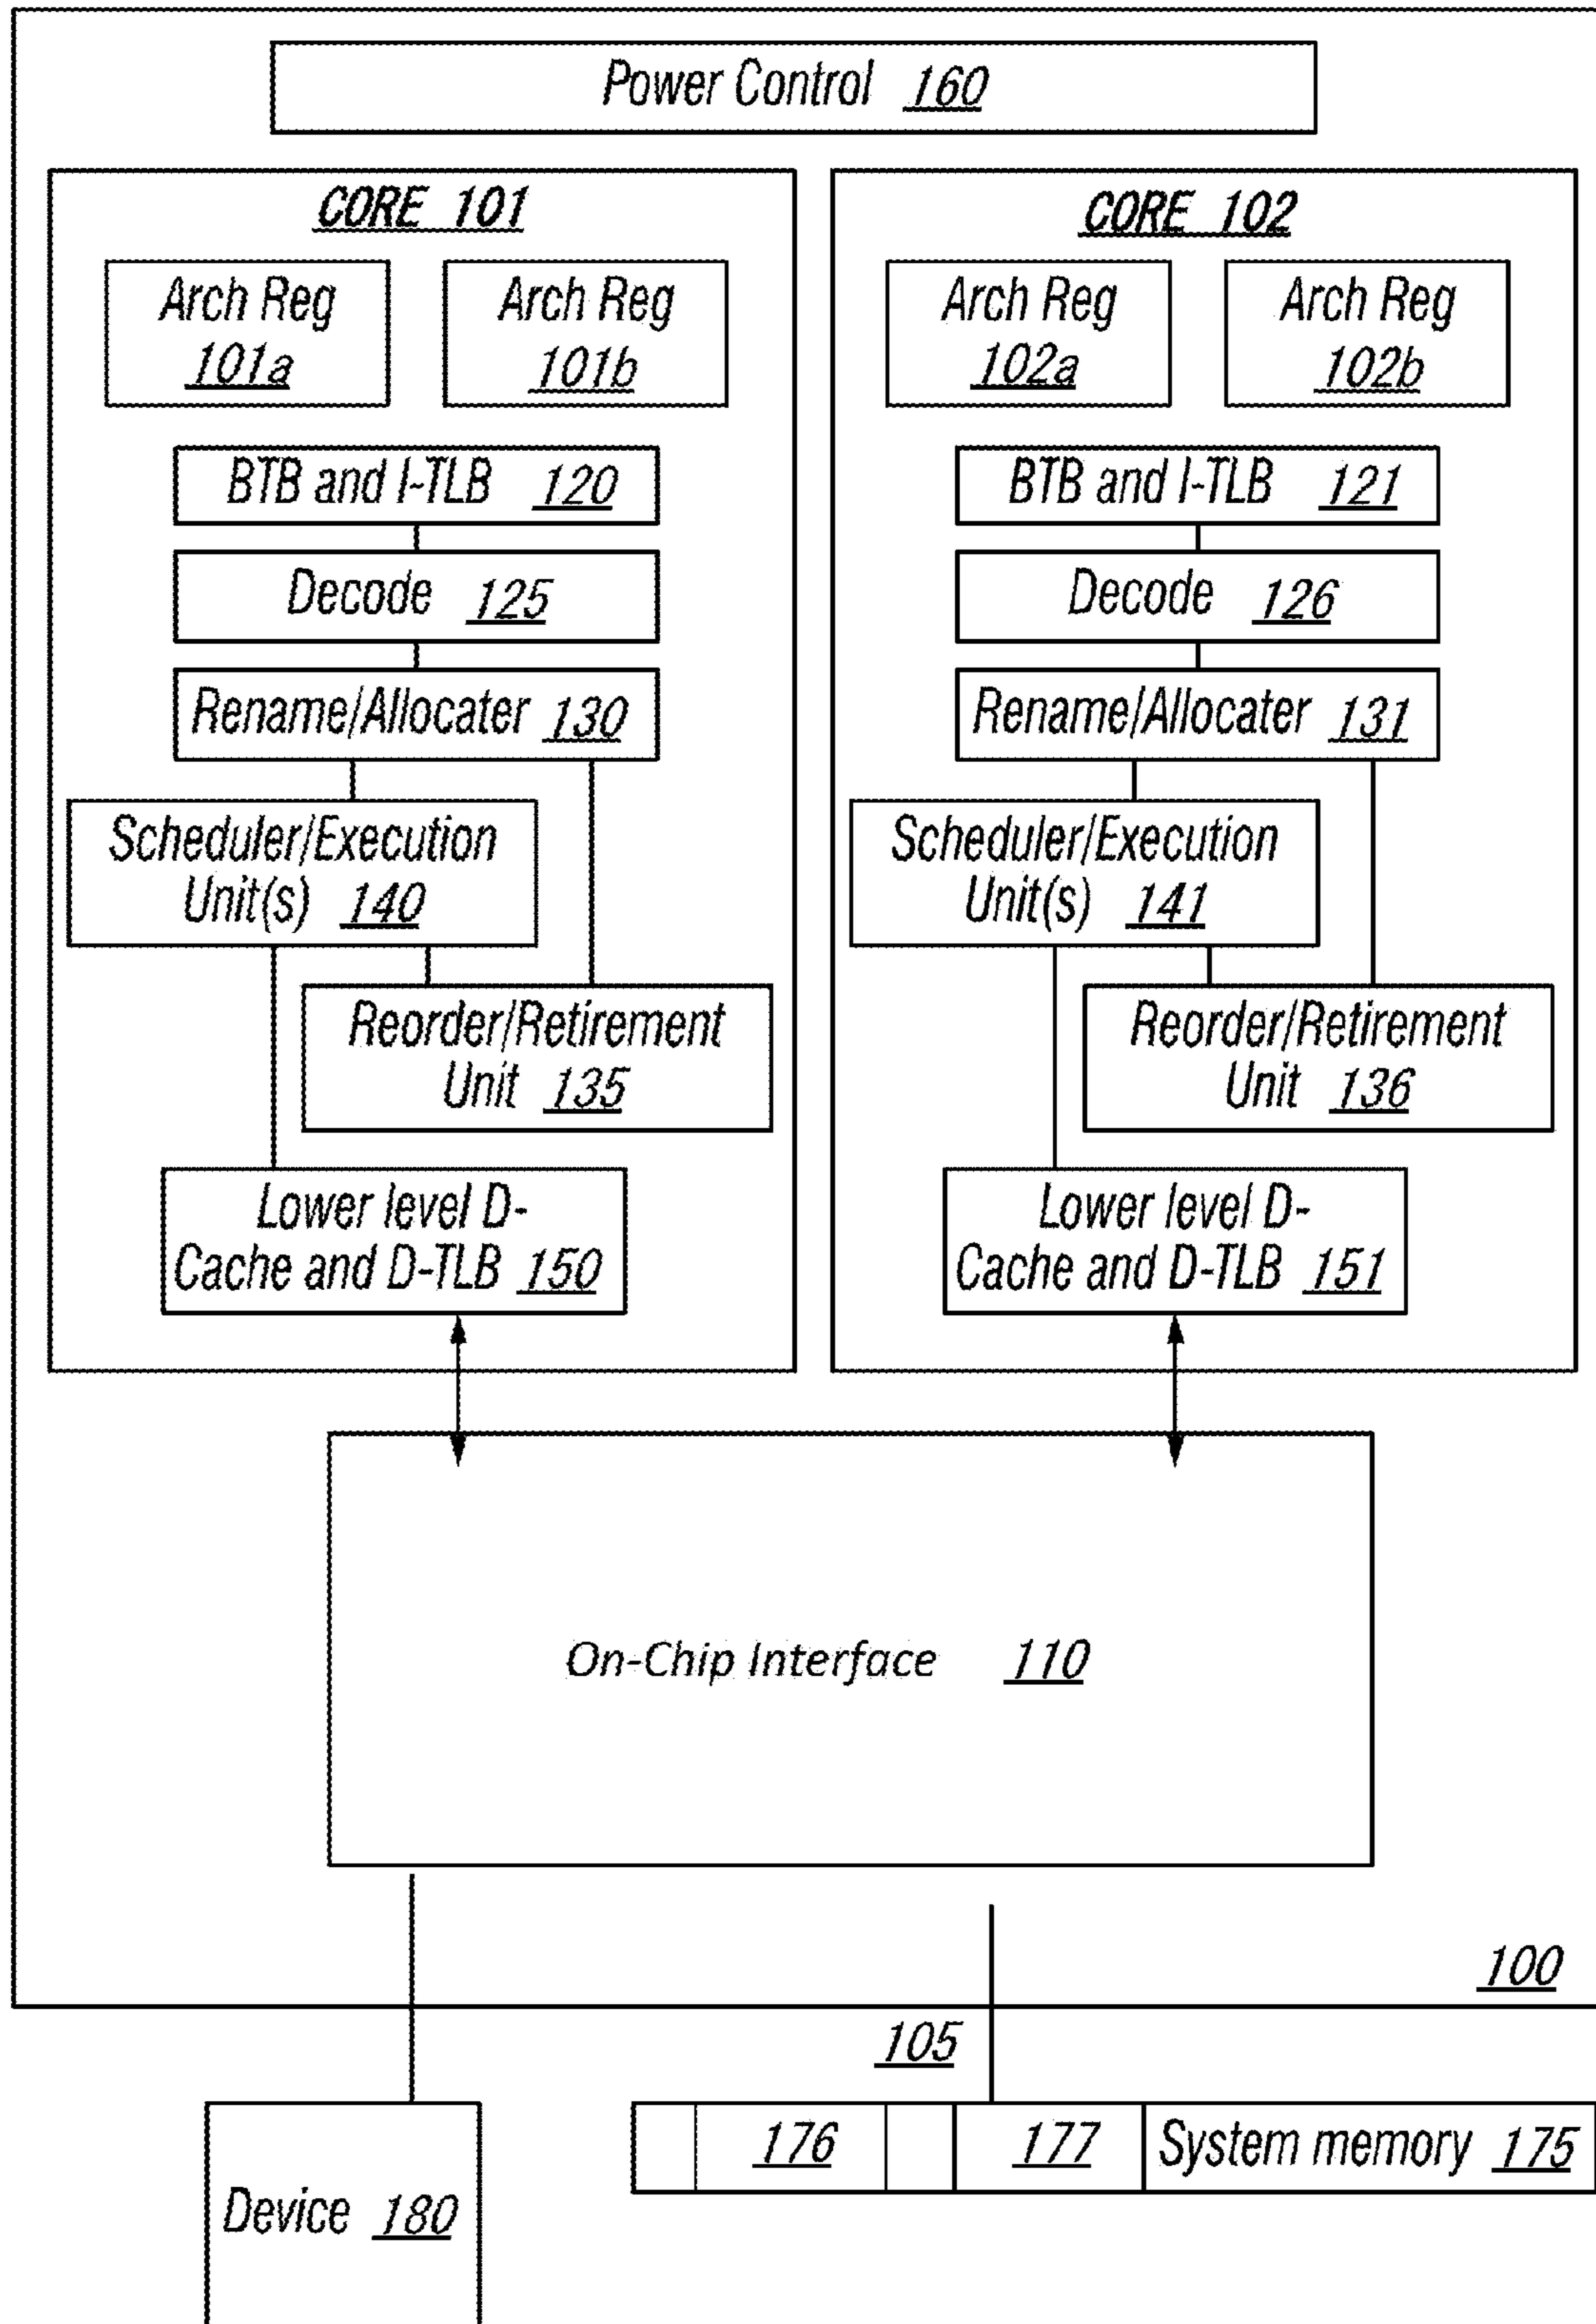 Power Control 160
CORE 101
Arch Reg
101a
Arch Reg
101b
BTB and I-TLB 120
Decode 125
Rename/Allocater 130
Scheduler/Execution
Unit(s) 140
Reorder/Retirement
Unit 135
Lower level D-
Cache and D-TLB 150
CORE 102
Arch Reg
102a
Arch Reg
102b
BTB and I-TLB 121
Decode 126
Rename/Allocater 131
Scheduler/Execution
Unit(s) 141
Reorder/Retirement
Unit 136
Lower level D-
Cache and D-TLB 151
On-Chip Interface 110
100
105
176
177
System memory 175
Device 180